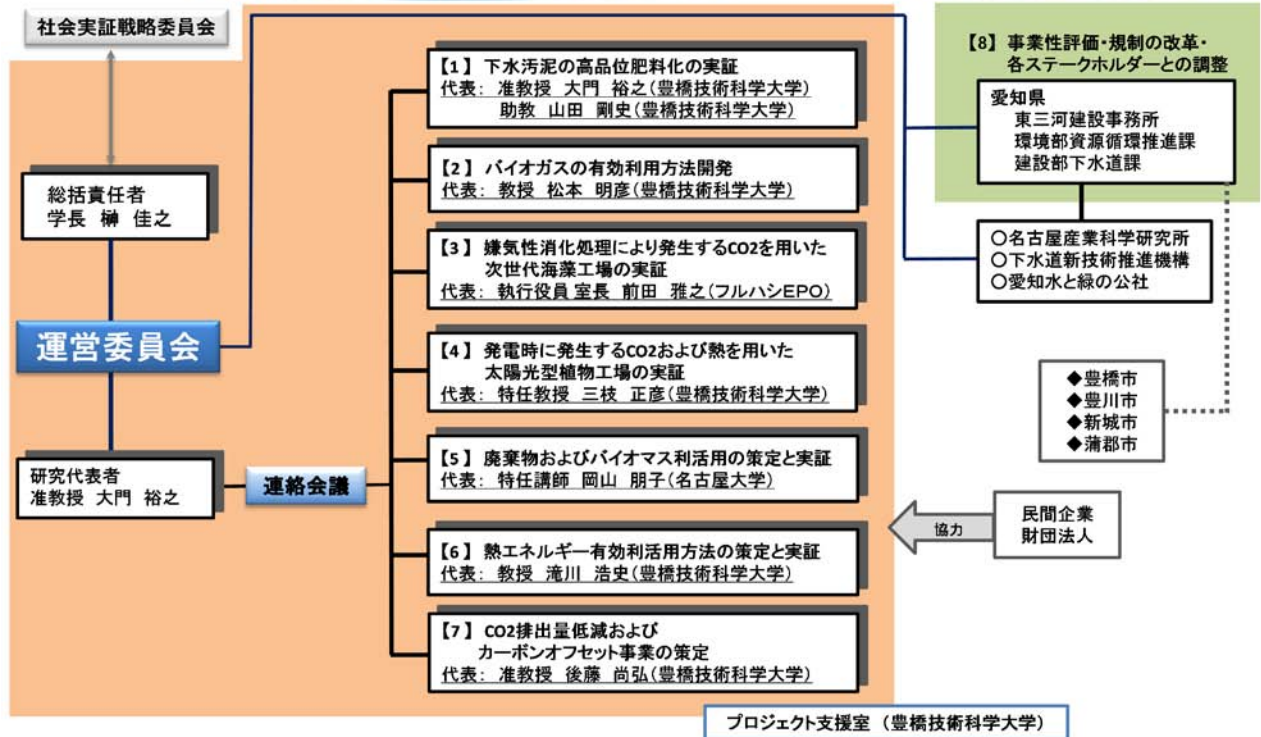 社会実証戦略委員会
総括責任者
学長 榊 佳之
運営委員会
研究代表者
准教授 大門 裕之
連絡会議
【1】 下水汚泥の高品位肥料化の実証
代表: 准教授 大門 裕之(豊橋技術科学大学)
助教 山田 剛史(豊橋技術科学大学)
【2】 バイオガスの有効利用方法開発
代表: 教授 松本 明彦(豊橋技術科学大学)
【3】 嫌気性消化処理により発生するCO2を用いた
次世代海藻工場の実証
代表: 執行役員 室長 前田 雅之(フルハシEPO)
【4】 発電時に発生するCO2および熱を用いた
太陽光型植物工場の実証
代表: 特任教授 三枝 正彦(豊橋技術科学大学)
【5】 廃棄物およびバイオマス利活用の策定と実証
代表: 特任講師 岡山 朋子(名古屋大学)
【6】 熱エネルギー有効利活用方法の策定と実証
代表: 教授 滝川 浩史(豊橋技術科学大学)
【7】 CO2排出量低減および
カーボンオフセット事業の策定
代表: 准教授 後藤 尚弘(豊橋技術科学大学)
【8】 事業性評価・規制の改革・
各ステークホルダーとの調整
愛知県
東三河建設事務所
環境部資源循環推進課
建設部下水道課
○名古屋産業科学研究所
○下水道新技術推進機構
○愛知水と緑の公社
◆豊橋市
◆豊川市
◆新城市
◆蒲郡市
協力
民間企業
財団法人
プロジェクト支援室 (豊橋技術科学大学)